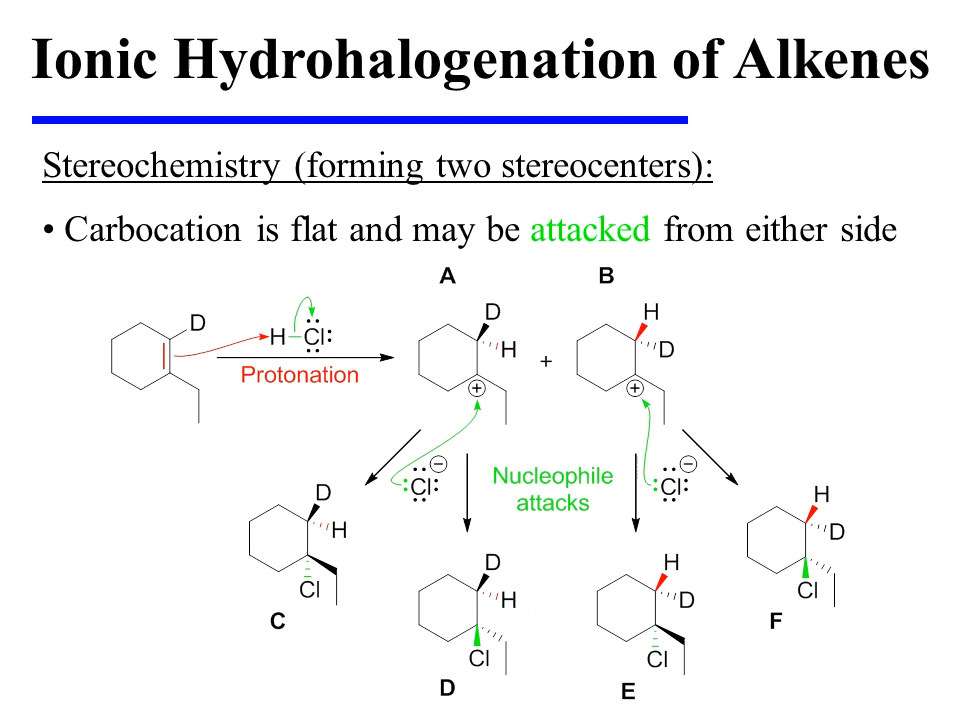 Ionic Hydrohalogenation of Alkenes
Stereochemistry (forming two stereocenters):
• Carbocation is flat and may be attacked from either side
A B
D H Cl D H + H D
Protonation
+ +
Cl − Nucleophile attacks Cl −
D H Cl
C
D H Cl
D
H D Cl
E
H D Cl
F